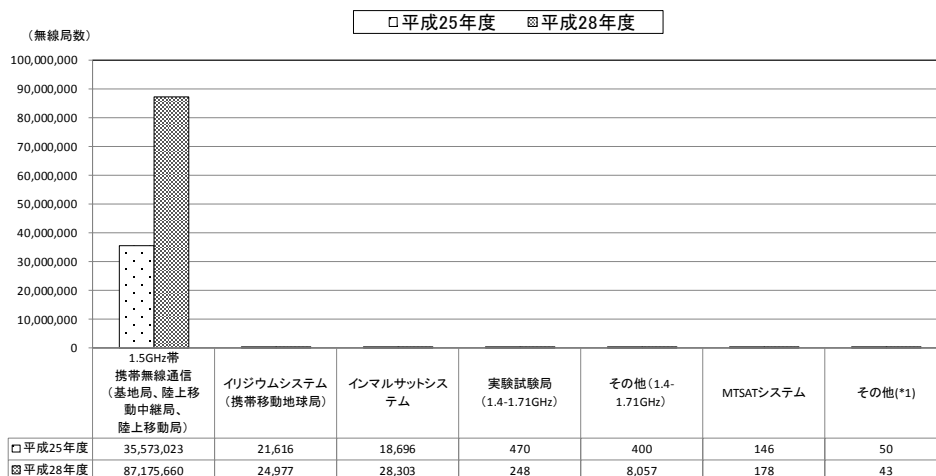 平成25年度 平成28年度
(無線局数)
100,000,000
90,000,000
80,000,000
70,000,000
60,000,000
50,000,000
40,000,000
30,000,000
20,000,000
10,000,000
0
1.5GHz帯
携帯無線通信
(基地局、陸上移
動中継局、
陸上移動局)
イリジウムシステム
(携帯移動地球局)
インマルサットシス
テム
実験試験局
(1.4-1.71GHz)
その他(1.4-
1.71GHz)
MTSATシステム
その他(*1)
平成25年度 35,573,023 21,616 18,696 470 400 146 50
平成28年度 87,175,660 24,977 28,303 248 8,057 178 43